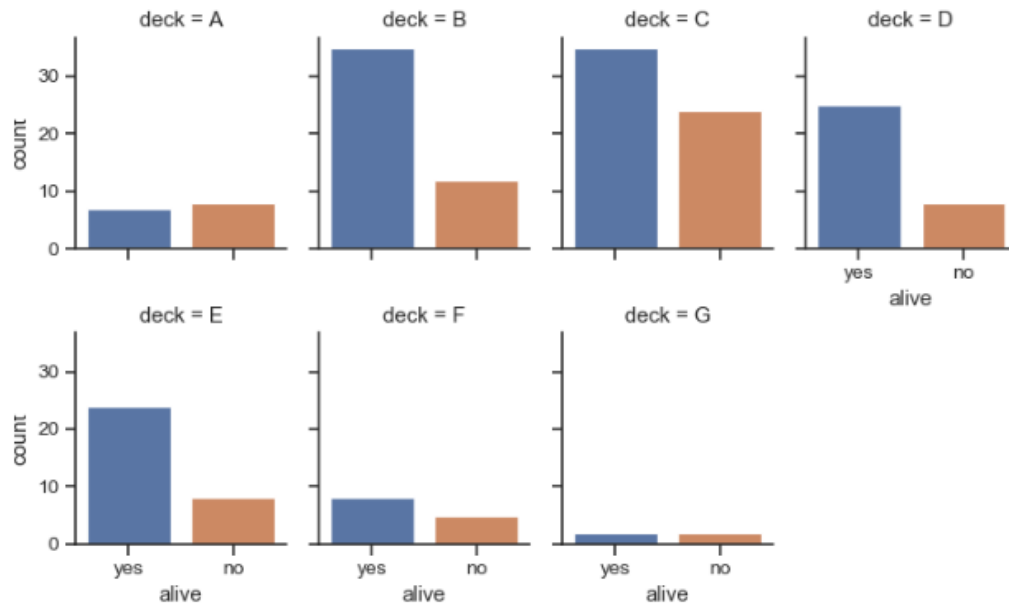 deck = A
deck = B
deck = C
deck = D
count
30
20
10
0
yes
no
alive
deck = E
deck = F
deck = G
count
30
20
10
0
yes
no
alive
yes
no
alive
yes
no
alive